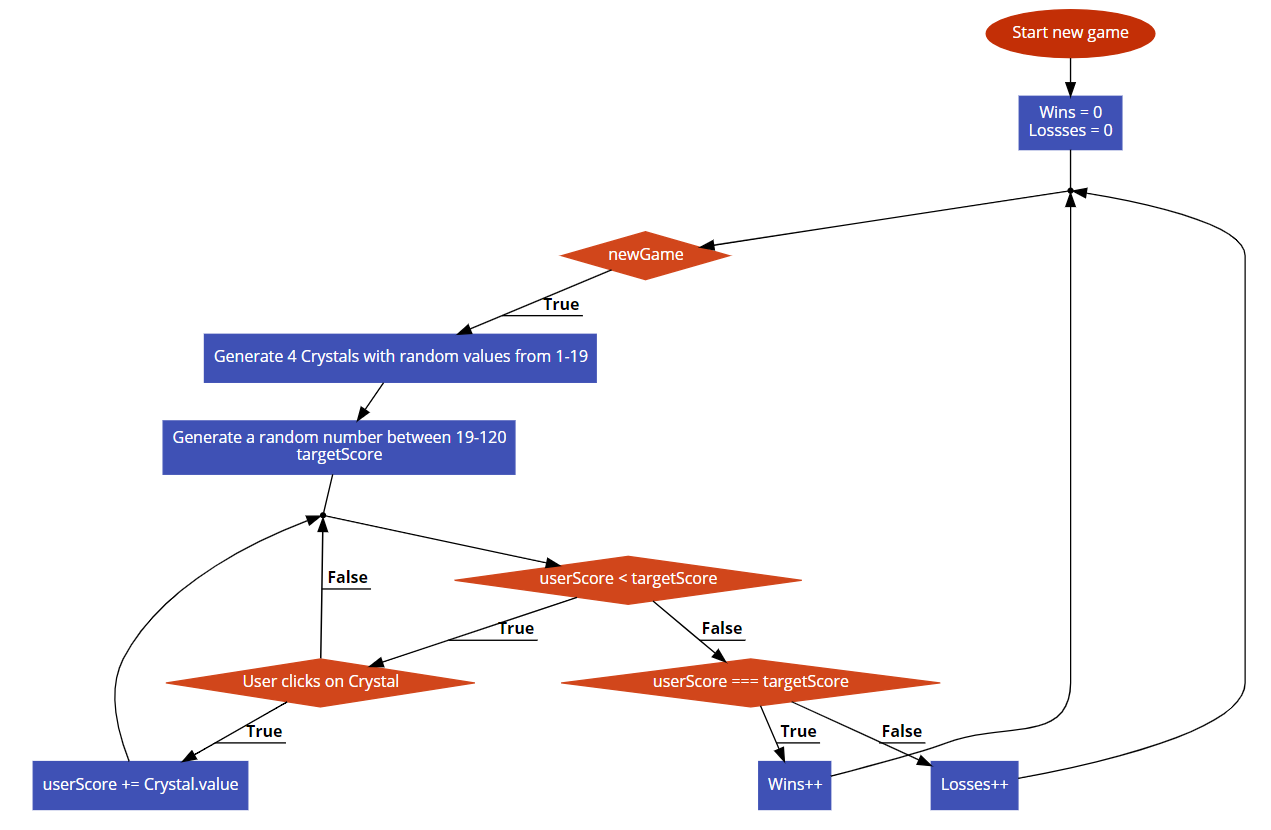 Start new game
Wins = 0
Lossses = 0
newGame
True
Generate 4 Crystals with random values from 1-19
Generate a random number between 19-120
targetScore
userScore < targetScore
False
True
False
User clicks on Crystal
userScore === targetScore
True
True
False
userScore += Crystal.value
Wins++
Losses++